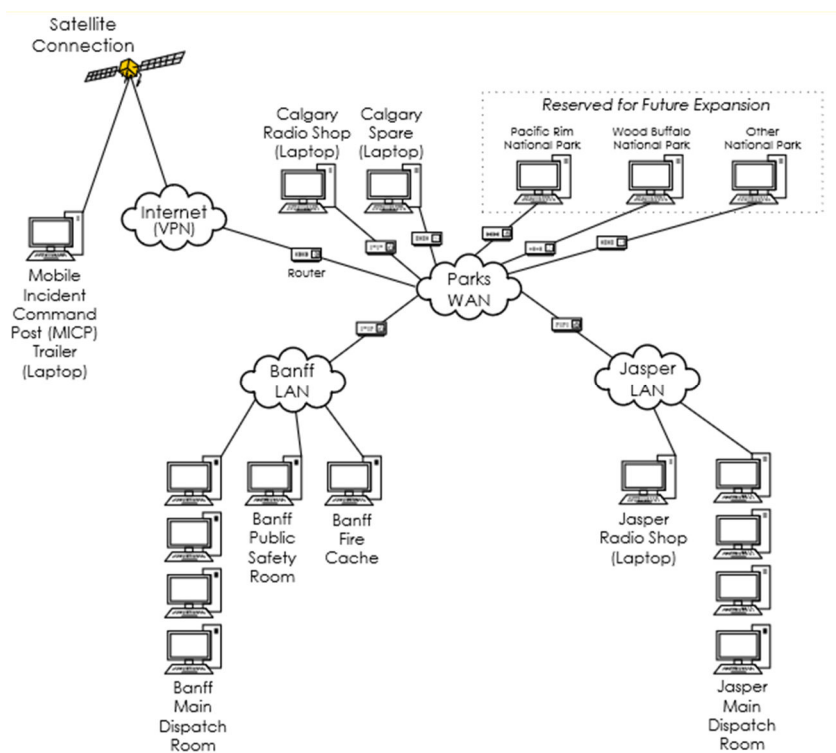 Satellite
Connection
Calgary
Radio Shop
(Laptop)
Calgary
Spare
(Laptop)
Reserved for Future Expansion
Pacific Rim
National Park
Wood Buffalo
National Park
Other
National Park
Internet
(VPN)
Router
Parks
WAN
Mobile
Incident
Command
Post (MICP)
Trailer
(Laptop)
Banff
LAN
Jasper
LAN
Banff
Public
Safety
Room
Banff
Fire
Cache
Jasper
Radio Shop
(Laptop)
Banff
Main
Dispatch
Room
Jasper
Main
Dispatch
Room